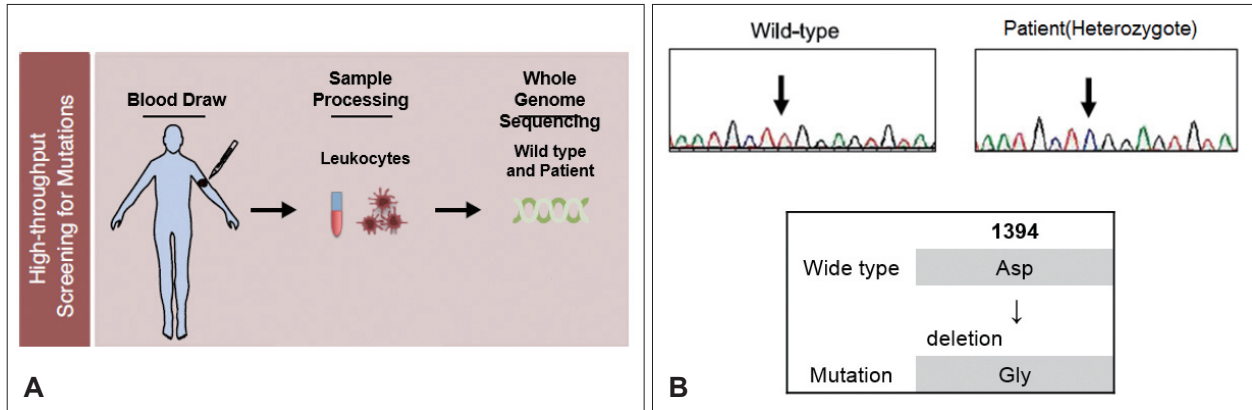 High-throughput
Screening for Mutations
Blood Draw
Sample
Processing
Leukocytes
Whole
Genome
Sequencing
Wild type
and Patient
A
Wild-type
Patient(Heterozygote)
1394
Wide type Asp
↓
deletion
Mutation Gly
B